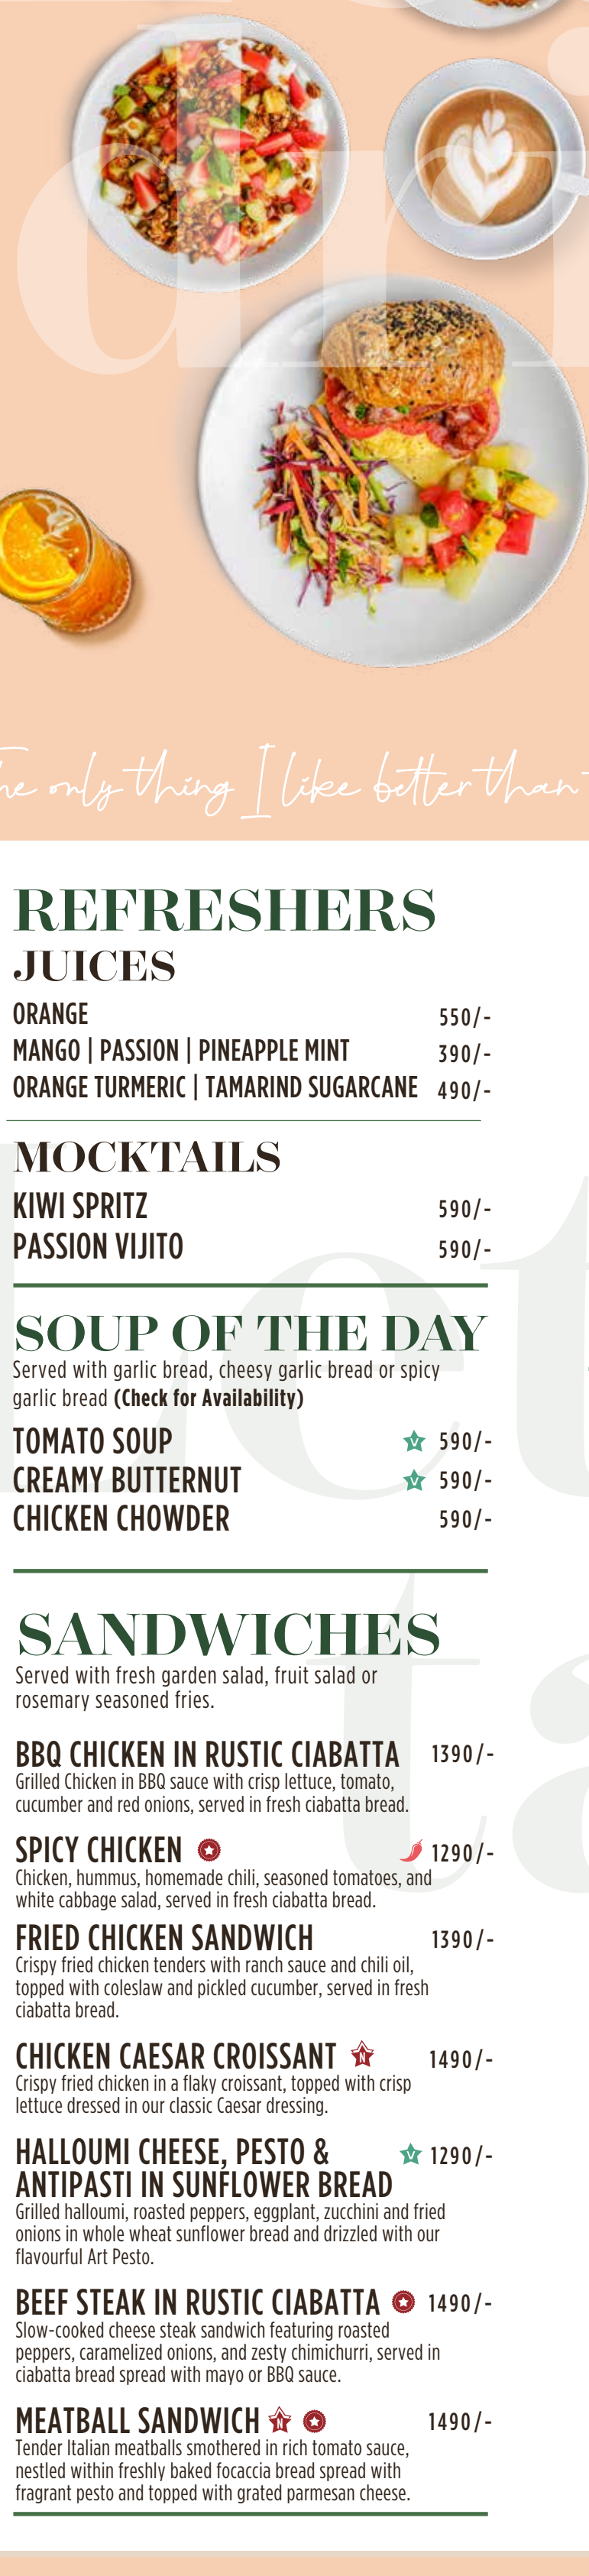 dri
he only thing I like better than
REFRESHERS
JUICES
ORANGE 550/-
MANGO | PASSION | PINEAPPLE MINT 390/-
ORANGE TURMERIC | TAMARIND SUGARCANE 490/-
MOCKTAILS
KIWI SPRITZ 590/-
PASSION VIJITO 590/-
Let
SOUP OF THE DAY
Served with garlic bread, cheesy garlic bread or spicy
garlic bread (Check for Availability)
TOMATO SOUP V 590/-
CREAMY BUTTERNUT V 590/-
CHICKEN CHOWDER 590/-
ta
SANDWICHES
Served with fresh garden salad, fruit salad or
rosemary seasoned fries.
BBQ CHICKEN IN RUSTIC CIABATTA 1390/-
Grilled Chicken in BBQ sauce with crisp lettuce, tomato,
cucumber and red onions, served in fresh ciabatta bread.
SPICY CHICKEN 1290/-
Chicken, hummus, homemade chili, seasoned tomatoes, and
white cabbage salad, served in fresh ciabatta bread.
FRIED CHICKEN SANDWICH 1390/-
Crispy fried chicken tenders with ranch sauce and chili oil,
topped with coleslaw and pickled cucumber, served in fresh
ciabatta bread.
CHICKEN CAESAR CROISSANT N 1490/-
Crispy fried chicken in a flaky croissant, topped with crisp
lettuce dressed in our classic Caesar dressing.
HALLOUMI CHEESE, PESTO & V 1290/-
ANTIPASTI IN SUNFLOWER BREAD
Grilled halloumi, roasted peppers, eggplant, zucchini and fried
onions in whole wheat sunflower bread and drizzled with our
flavourful Art Pesto.
BEEF STEAK IN RUSTIC CIABATTA 1490/-
Slow-cooked cheese steak sandwich featuring roasted
peppers, caramelized onions, and zesty chimichurri, served in
ciabatta bread spread with mayo or BBQ sauce.
MEATBALL SANDWICH N 1490/-
Tender Italian meatballs smothered in rich tomato sauce,
nestled within freshly baked focaccia bread spread with
fragrant pesto and topped with grated parmesan cheese.